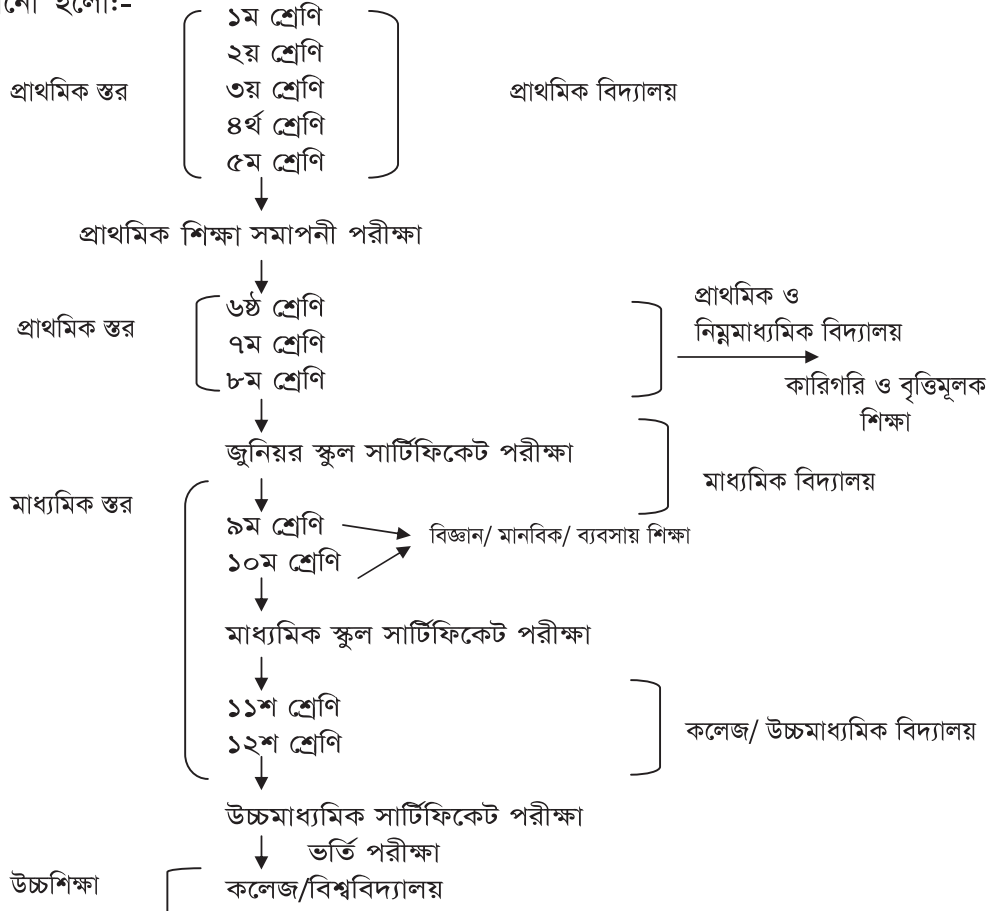 হলো:-
১ম শ্রেণি
২য় শ্রেণি
প্রাথমিক স্তর ৩য় শ্রেণি প্রাথমিক বিদ্যালয়
৪র্থ শ্রেণি
৫ম শ্রেণি
প্রাথমিক শিক্ষা সমাপনী পরীক্ষা
প্রাথমিক ও
৬ষ্ঠ শ্রেণি
প্রাথমিক স্তর ৭ম শ্রেণি নিম্নমাধ্যমিক বিদ্যালয়
৮ম শ্রেণি কারিগরি ও বৃত্তিমূলক
শিক্ষা
জুনিয়র স্কুল সার্টিফিকেট পরীক্ষা
মাধ্যমিক বিদ্যালয়
মাধ্যমিক স্তর
৯ম শ্রেণি বিজ্ঞান/ মানবিক/ ব্যবসায় শিক্ষা
১০ম শ্রেণি
মাধ্যমিক স্কুল সার্টিফিকেট পরীক্ষা
১১শ শ্রেণি
১২শ শ্রেণি কলেজ/ উচ্চমাধ্যমিক বিদ্যালয়
উচ্চমাধ্যমিক সার্টিফিকেট পরীক্ষা
ভর্তি পরীক্ষা
উচ্চশিক্ষা কলেজ/বিশ্ববিদ্যালয়